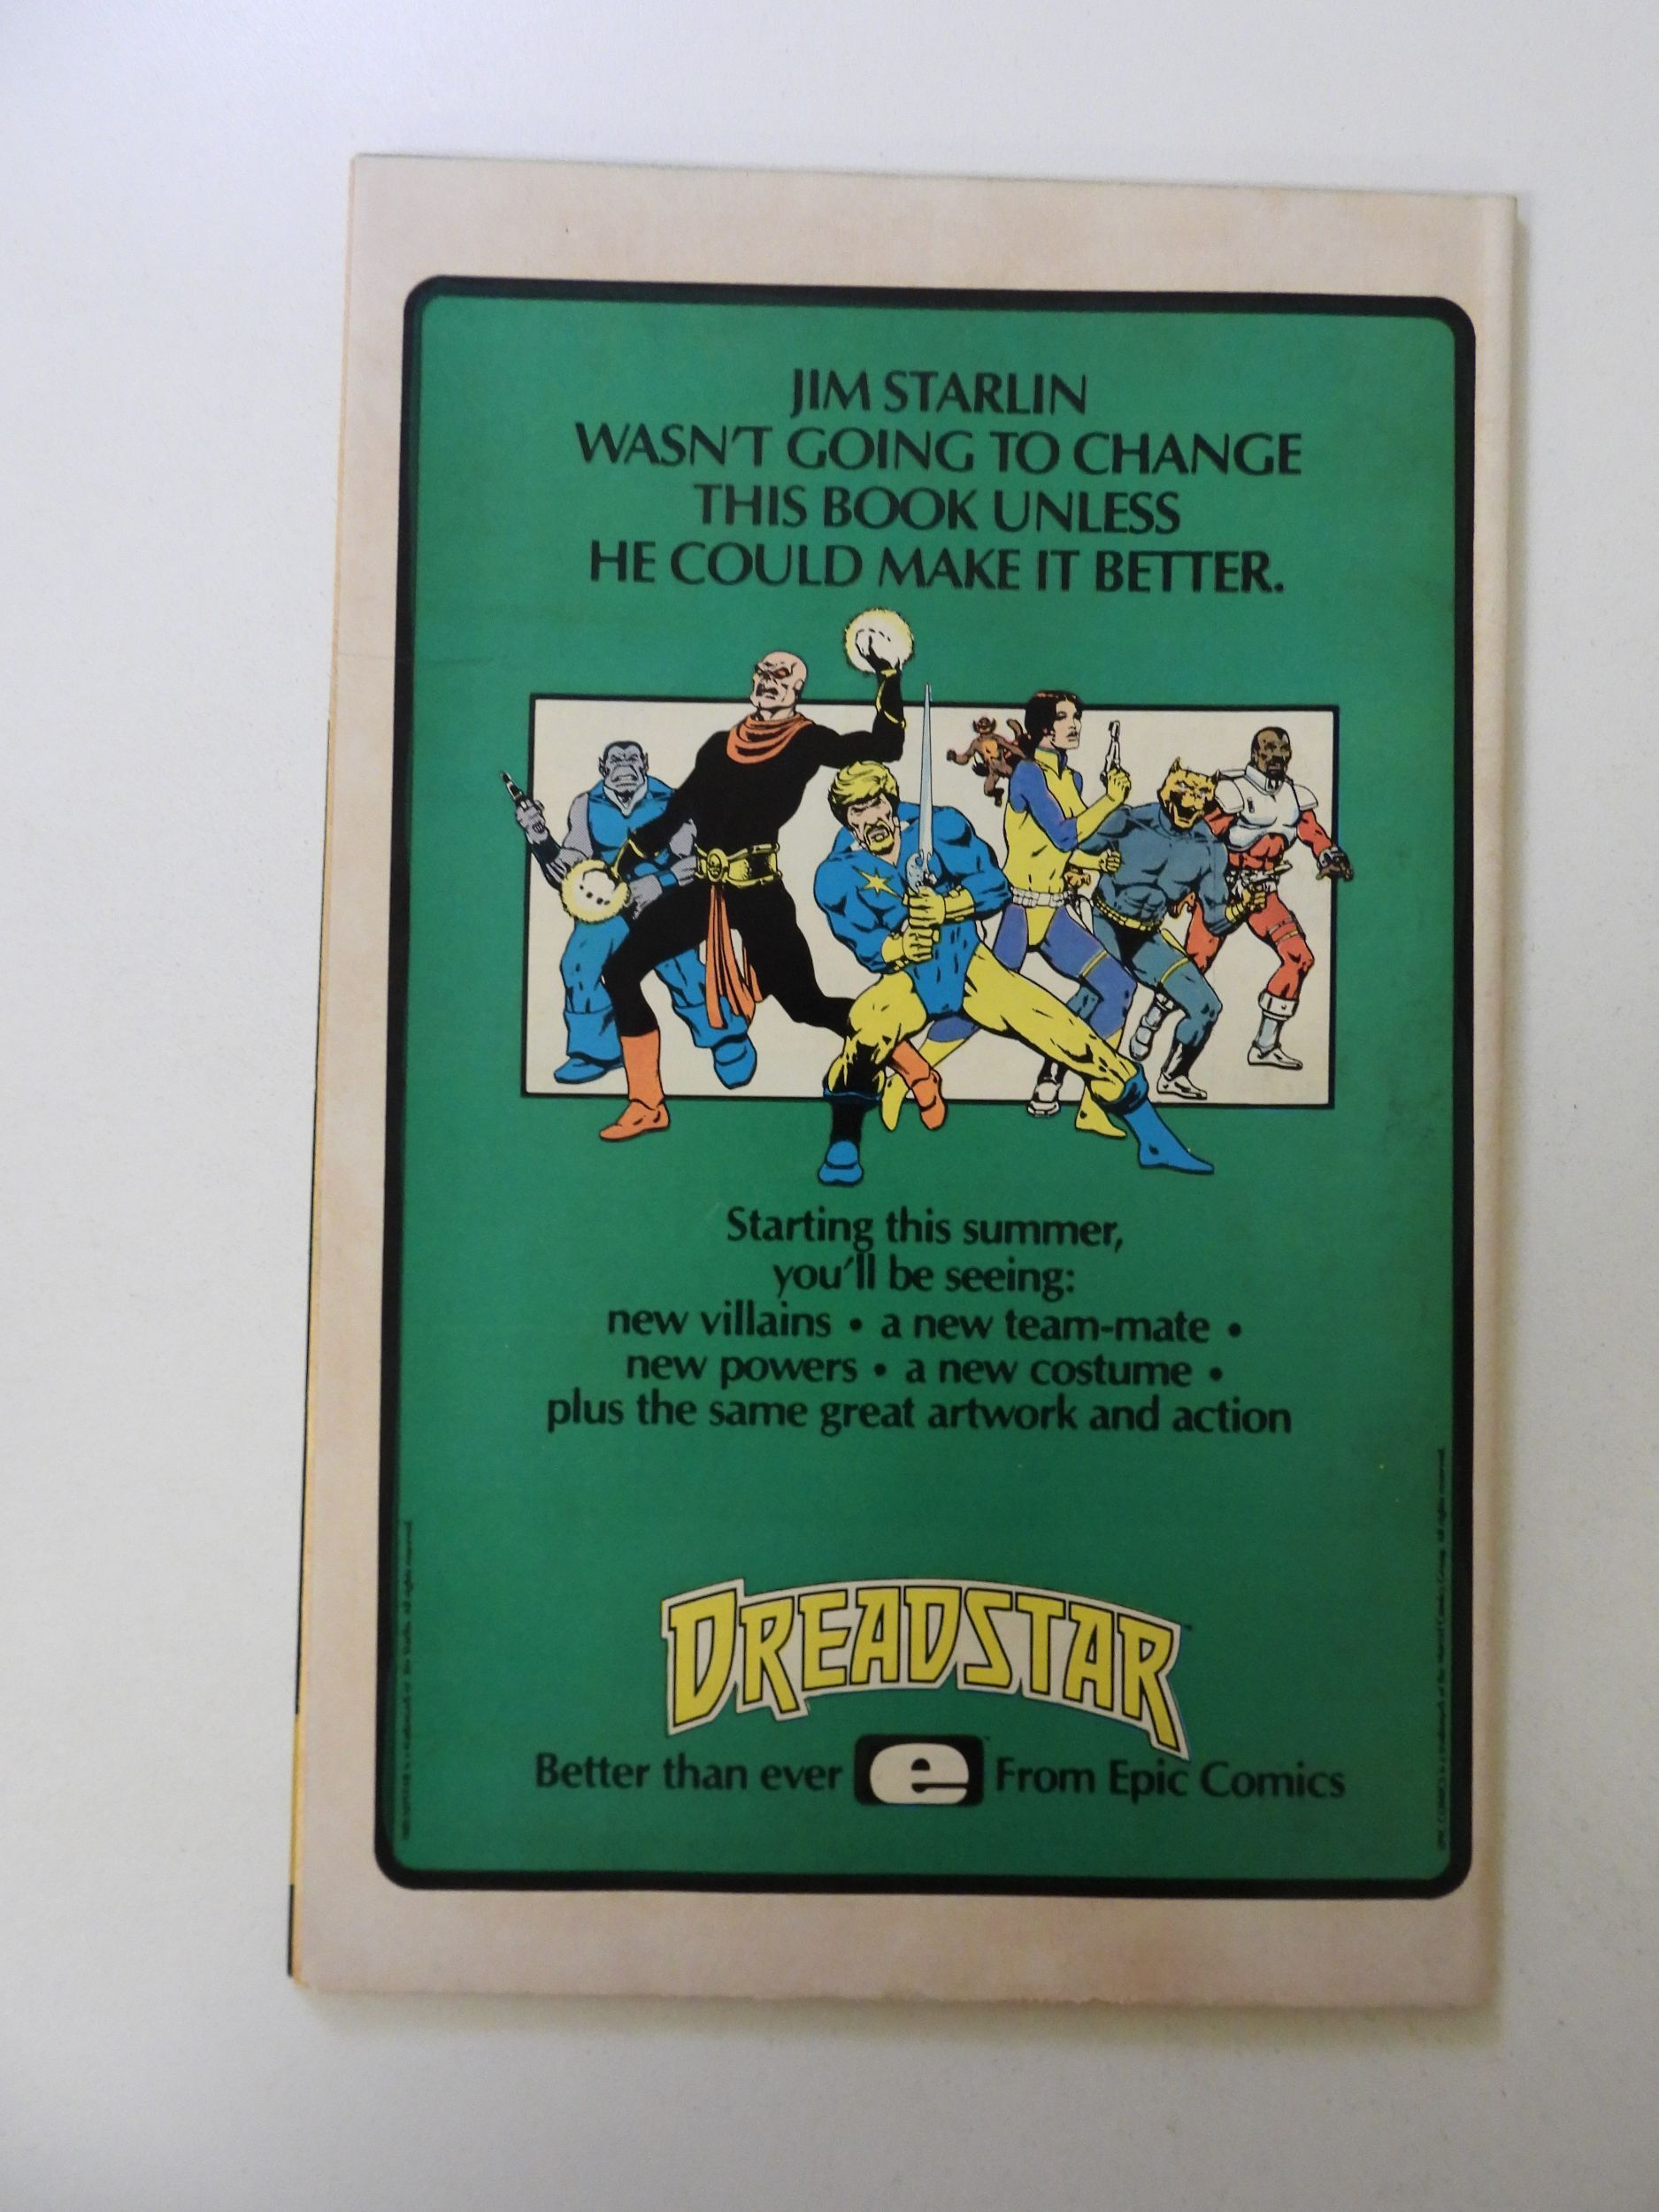 JIM STARLIN
WASN'T GOING TO CHANGE
THIS BOOK UNLESS
HE COULD MAKE IT BETTER.
Starting this summer,
you'll be seeing:
new villains • a new team-mate •
new powers • a new costume •
plus the same great artwork and action
DREADSTAR
Better than ever e From Epic Comics